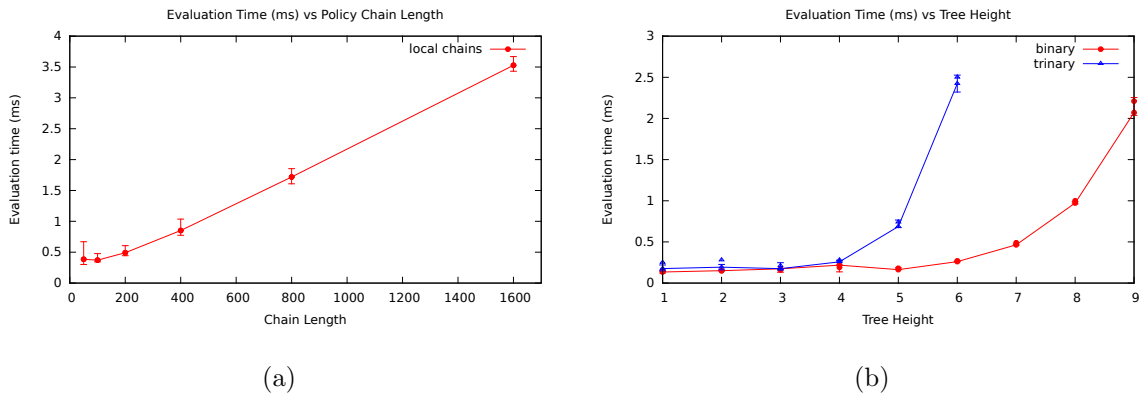 Evaluation Time (ms) vs Policy Chain Length
Evaluation time (ms)
4
3.5
3
2.5
2
1.5
1
0.5
0
local chains
0 200 400 600 800 1000 1200 1400 1600
Chain Length
(a)
Evaluation Time (ms) vs Tree Height
Evaluation time (ms)
3
2.5
2
1.5
1
0.5
0
binary
trinary
1 2 3 4 5 6 7 8 9
Tree Height
(b)